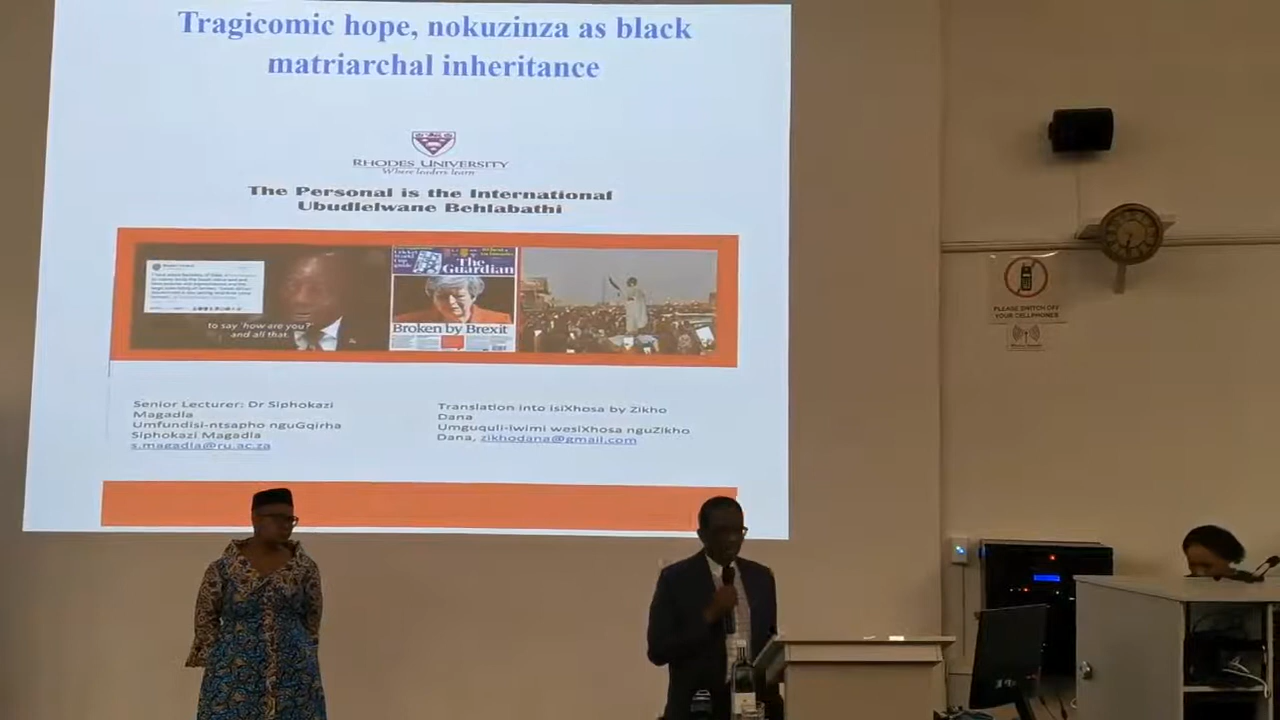 Tragicomic hope, nokuzinza as black
matriarchal inheritance
RHODES UNIVERSITY
Where leaders learn
The Personal is the International
Ubudlelwane Behlabathi
to say 'how are you?'
and all that.
The
Guardian
Broken by Brexit
Senior Lecturer: Dr Siphokazi
Magadla
Umfundisi-ntsapho nguGqirha
Siphokazi Magadla
s.magadla@ru.ac.za
Translation into isiXhosa by Zikho
Dana
Umguquli-lwimi wesiXhosa nguZikho
Dana, zikhodana@gmail.com
PLEASE SWITCH OFF
YOUR CELLPHONES